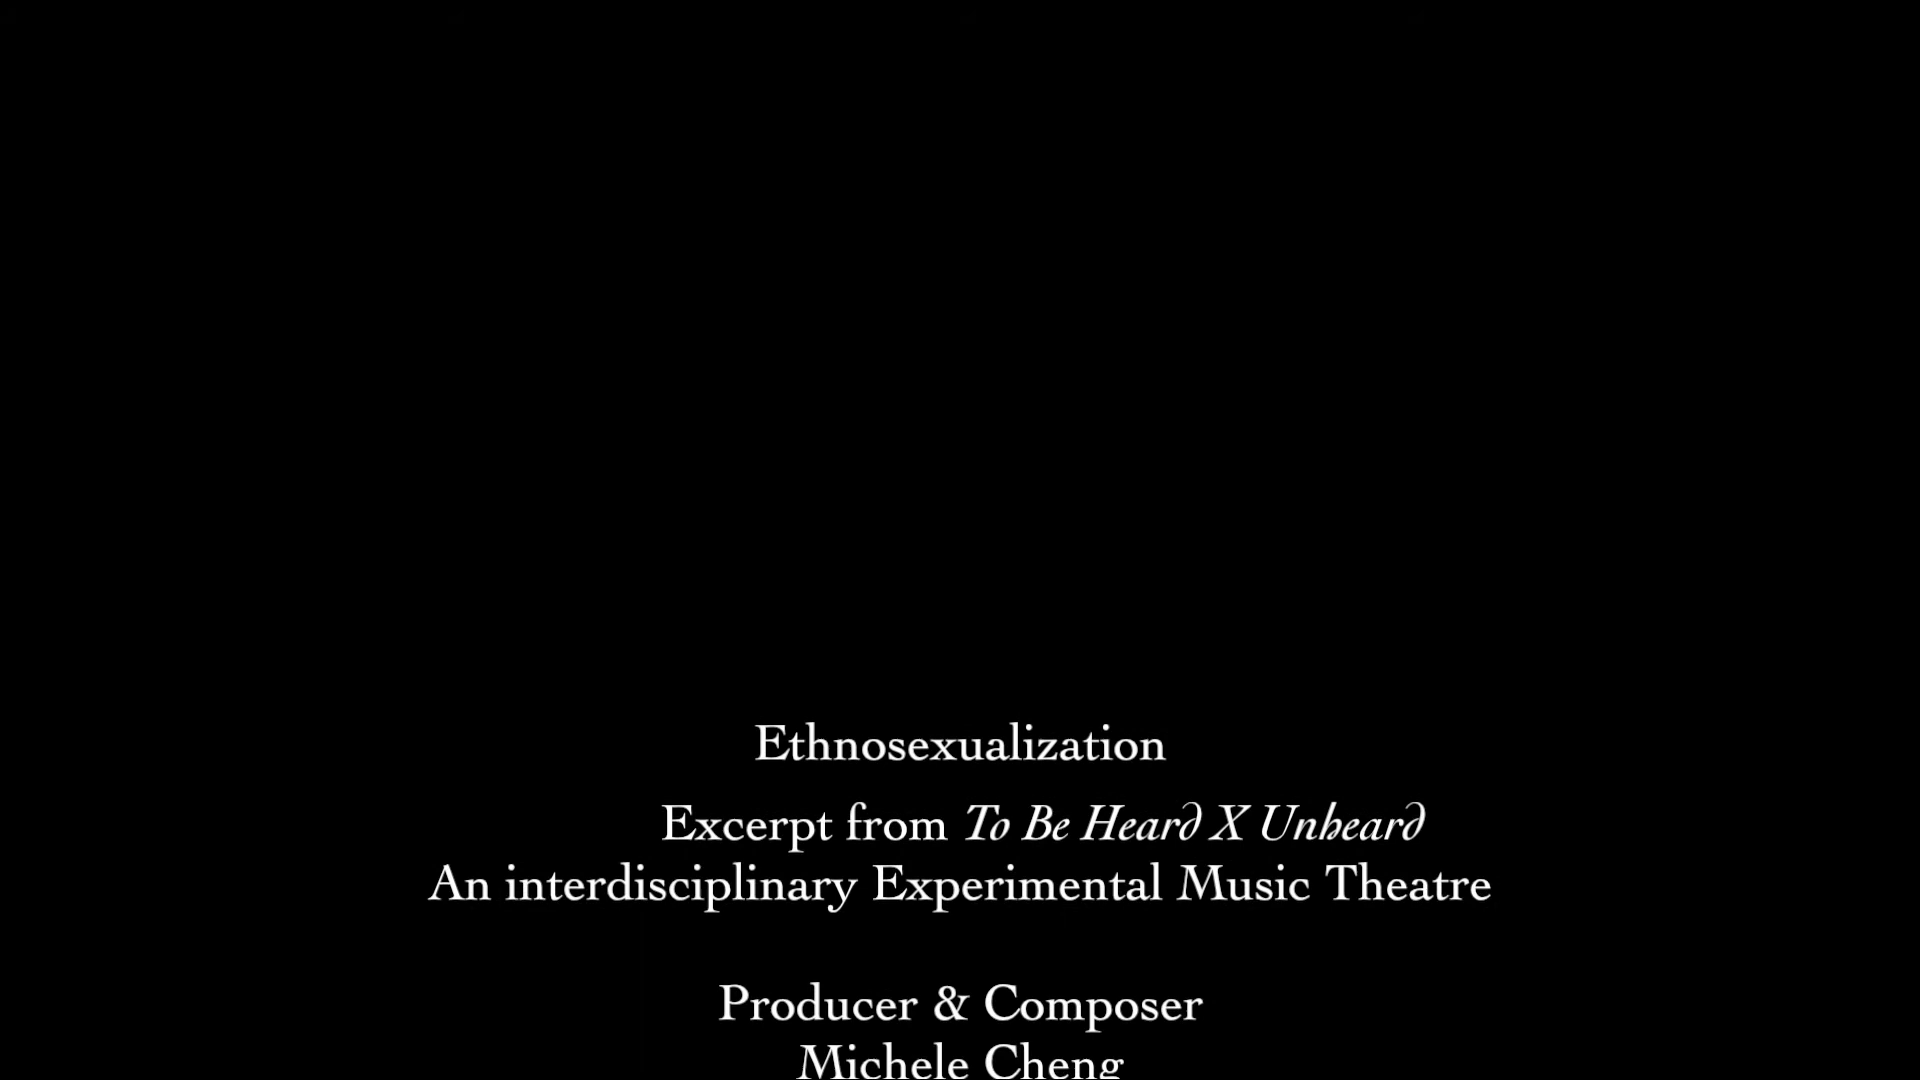 Ethnosexualization
Excerpt from To Be Heard X Unheard
An interdisciplinary Experimental Music Theatre
Producer & Composer
Michele Cheng